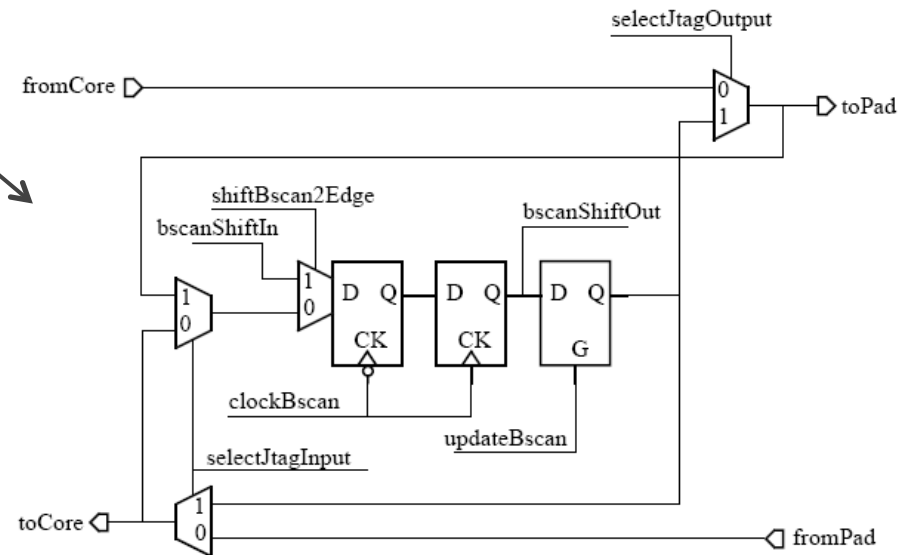 selectJtagOutput
fromCore
0
1
toPad
shiftBscan2Edge
bscanShiftIn
bscanShiftOut
1
0
D Q
CK
D Q
CK
D Q
G
1
0
clockBscan
updateBscan
selectJtagInput
toCore
1
0
fromPad